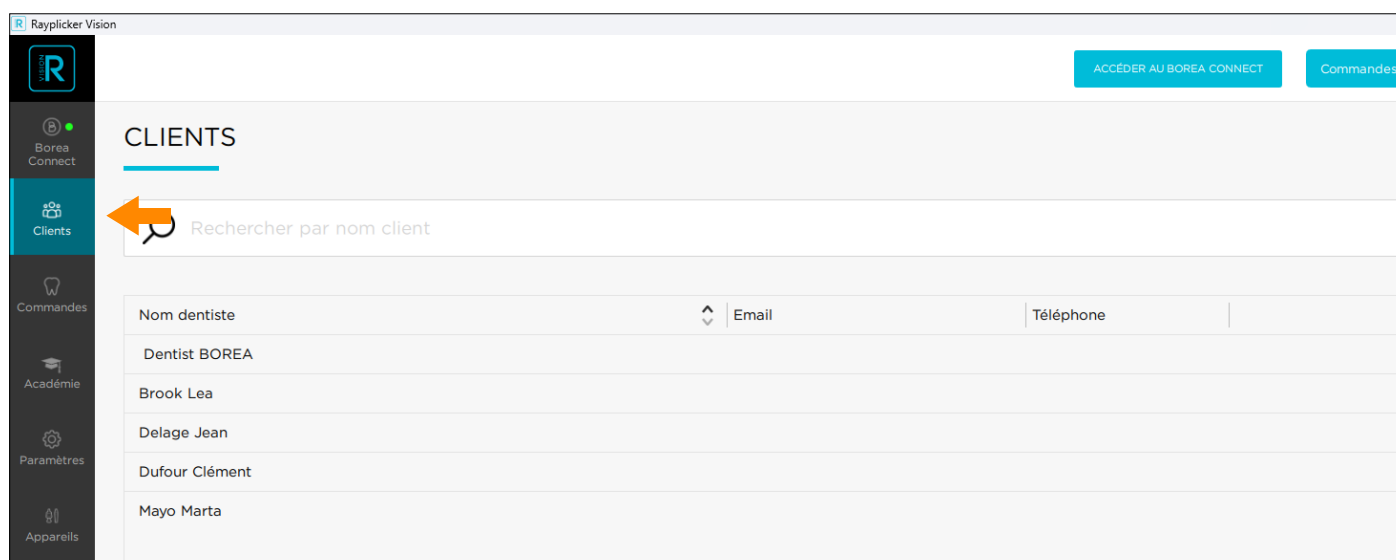 Rayplicker Vision
VISION R
ACCÉDER AU BOREA CONNECT
Commandes
Borea
Connect
CLIENTS
Clients
Rechercher par nom client
Commandes
Nom dentiste Email Téléphone
Dentist BOREA
Académie
Brook Lea
Delage Jean
Paramètres
Dufour Clément
Mayo Marta
Appareils